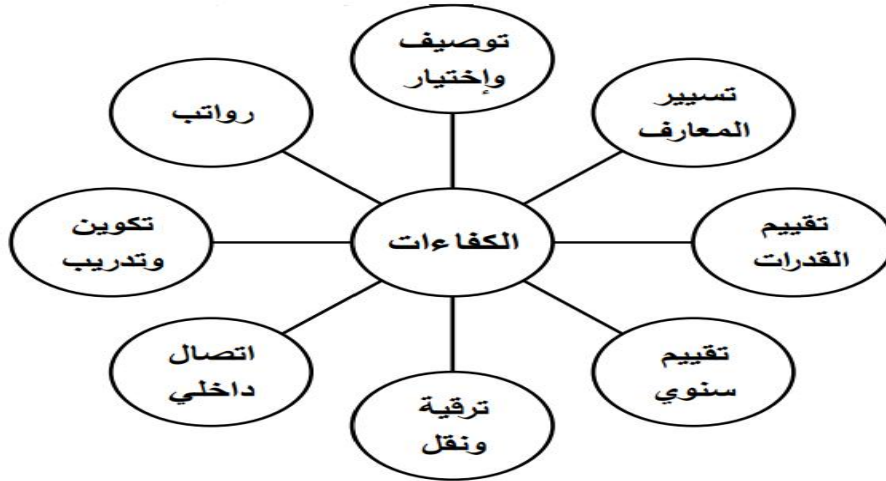 توصيف
وإختيار
تسيير
المعارف
رواتب
تقييم
القدرات
الكفاءات
تكوين
وتدريب
تقييم
سنوي
اتصال
داخلي
ترقية
ونقل